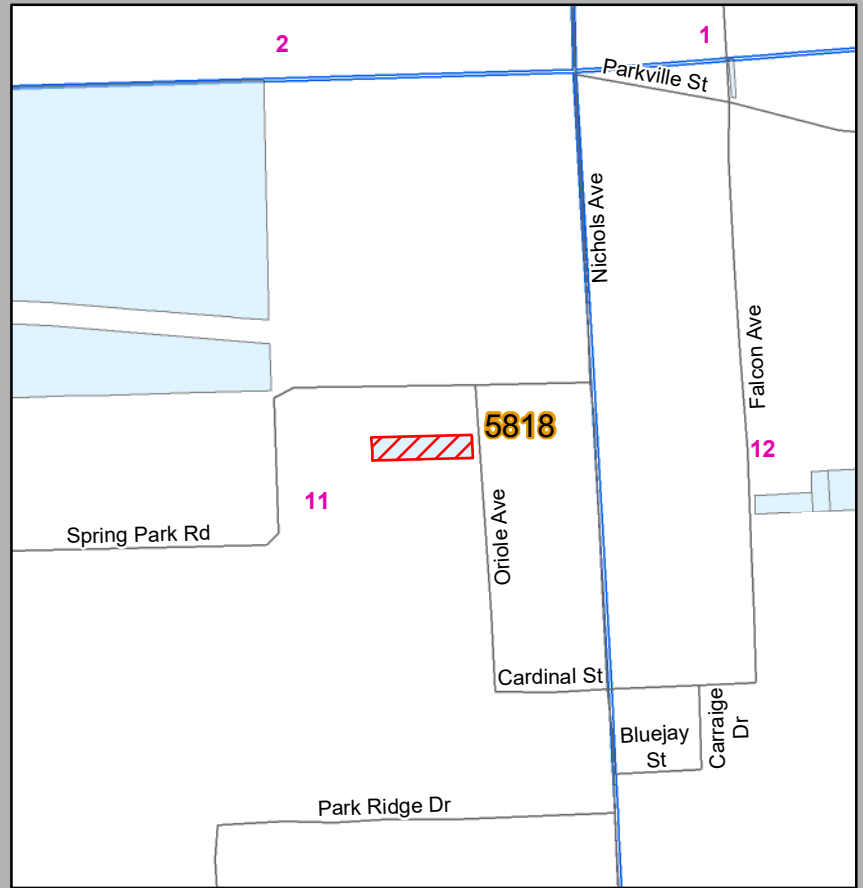 2
1
Parkville St
Nichols Ave
Falcon Ave
5818
12
11
Oriole Ave
Spring Park Rd
Cardinal St
Carraige
Dr
Bluejay
St
Park Ridge Dr